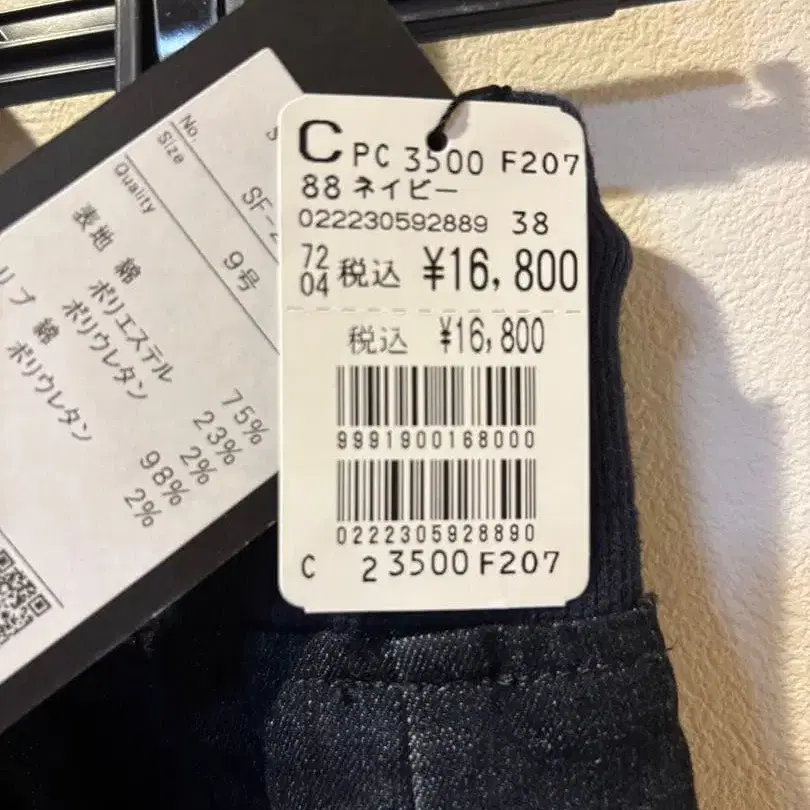 C PC 3500 F207
88 ネイビー
022230592889 38
72
04 税込 ¥16,800
税込 ¥16,800
9991900168000
0222305928890
C 2 3500 F207
No.
Size SF-
Quality 9号
表地 綿 75%
ポリエステル 23%
ポリウレタン 2%
リブ 綿 98%
ポリウレタン 2%